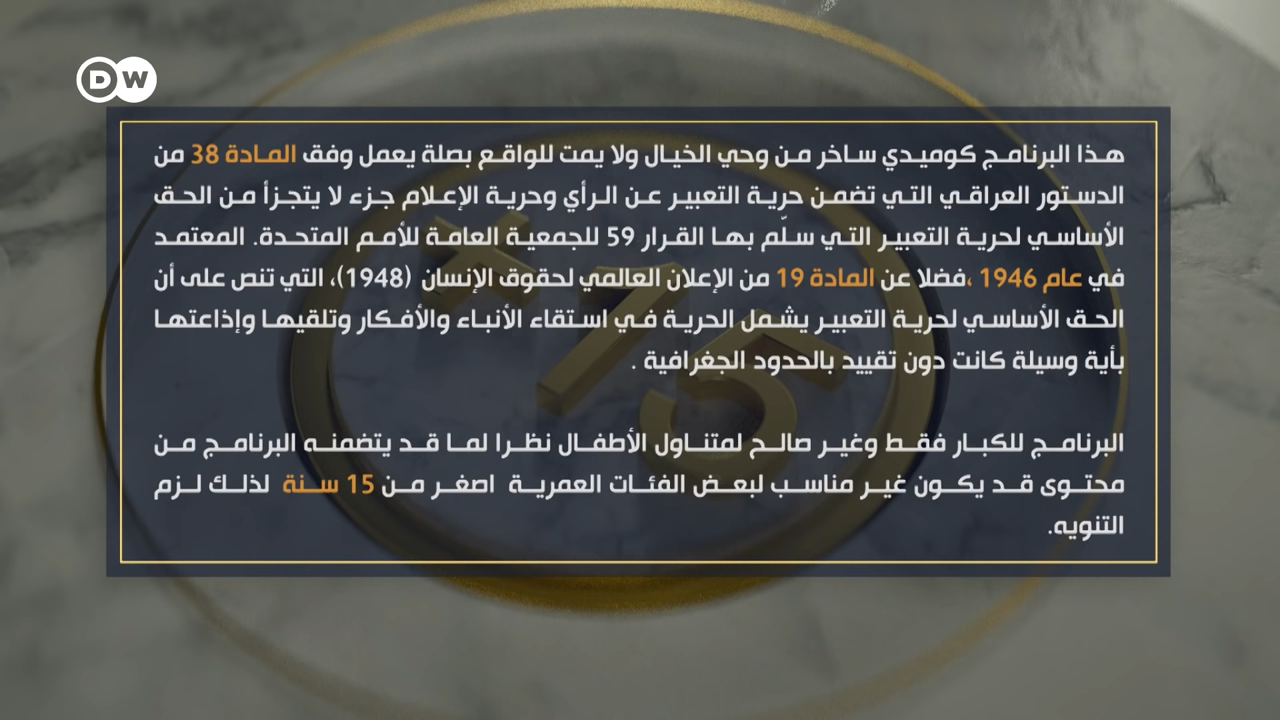 DW
هذا البرنامج كوميدي ساخر من وحي الخيال ولا يمت للواقع بصلة يعمل وفق المادة 38 من
الدستور العراقي التي تضمن حرية التعبير عن الرأي وحرية الإعلام جزء لا يتجزأ من الحق
الأساسي لحرية التعبير التي سلّم بها القرار 59 للجمعية العامة للأمم المتحدة. المعتمد
في عام 1946 ،فضلا عن المادة 19 من الإعلان العالمي لحقوق الإنسان (1948)، التي تنص على أن
الحق الأساسي لحرية التعبير يشمل الحرية في استقاء الأنباء والأفكار وتلقيها وإذاعتها
بأية وسيلة كانت دون تقييد بالحدود الجغرافية .
البرنامج للكبار فقط وغير صالح لمتناول الأطفال نظرا لما قد يتضمنه البرنامج من
محتوى قد يكون غير مناسب لبعض الفئات العمرية اصغر من 15 سنة لذلك لزم
التنويه.
+15